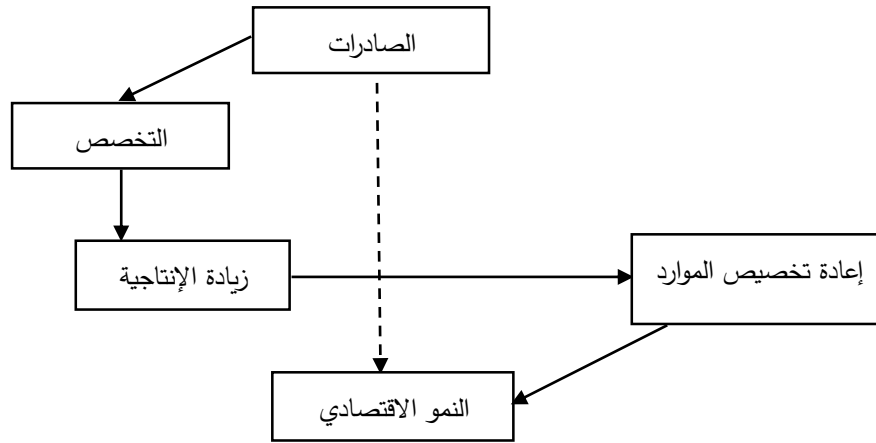 الصادرات
التخصص
زيادة الإنتاجية
إعادة تخصيص الموارد
النمو الاقتصادي